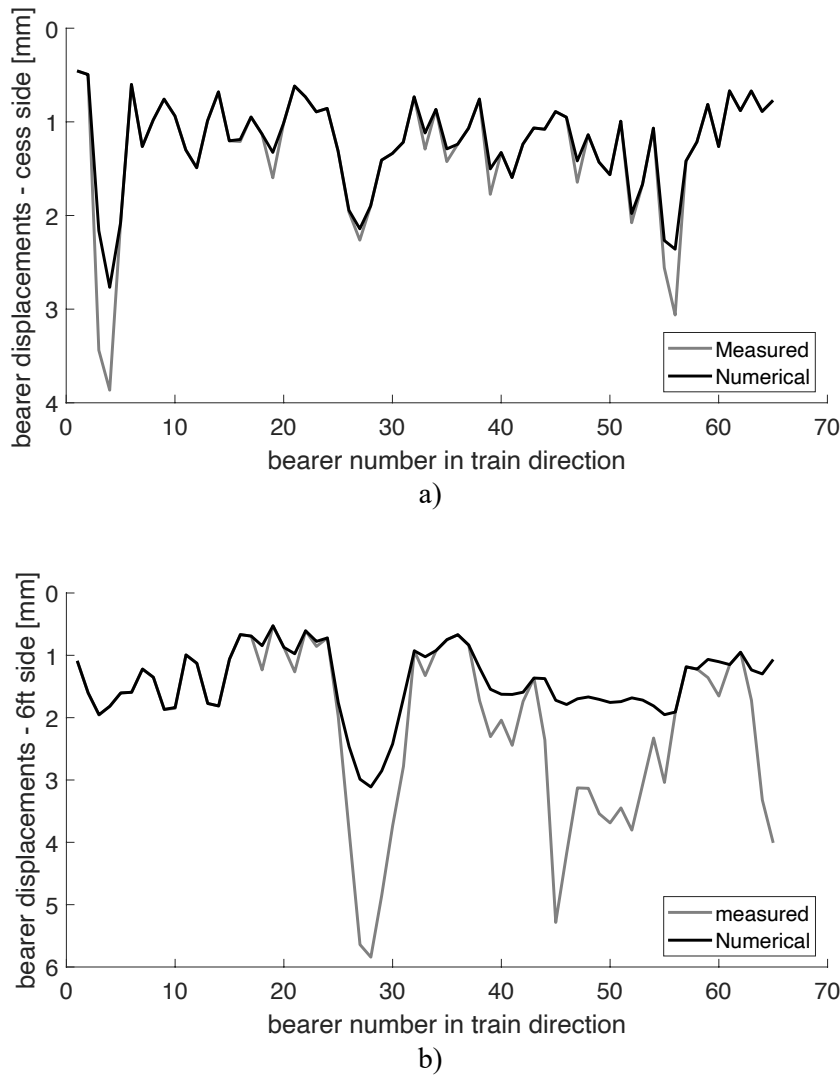 bearer displacements - cess side [mm]
0
1
2
3
4
0 10 20 30 40 50 60 70
Measured
Numerical
bearer number in train direction
a)
bearer displacements - 6ft side [mm]
0
1
2
3
4
5
6
0 10 20 30 40 50 60 70
measured
Numerical
bearer number in train direction
b)